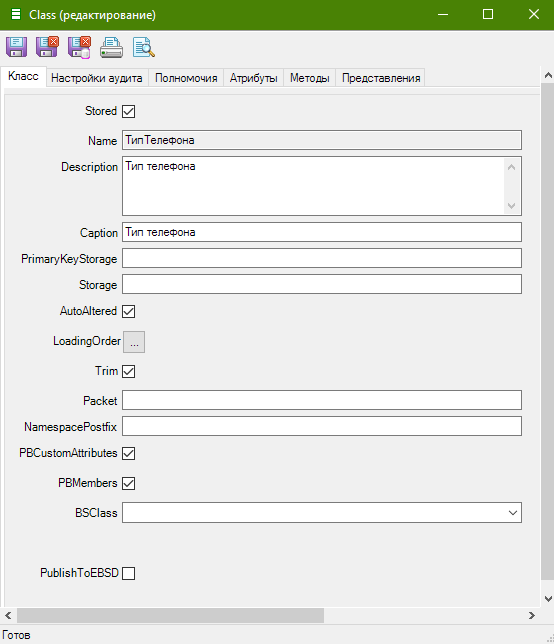 Class (редактирование)
Класс Настройки аудита Полномочия Атрибуты Методы Представления
Stored
Name ТипТелефона
Description Тип телефона
Caption Тип телефона
PrimaryKeyStorage
Storage
AutoAltered
LoadingOrder ...
Trim
Packet
NamespacePostfix
PBCustomAttributes
PBMembers
BSClass
PublishToEBSD
Готов